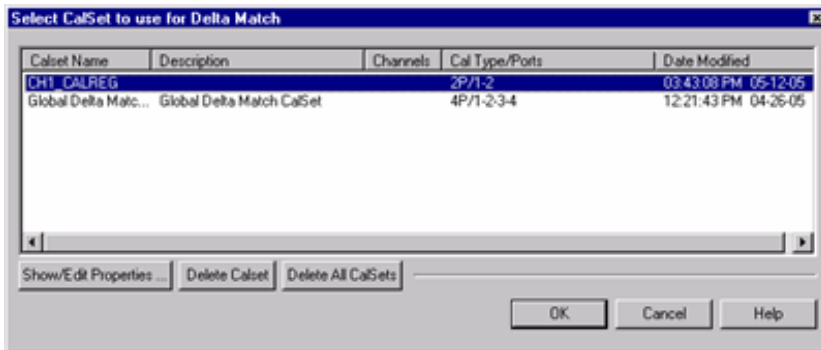 Select CalSet to use for Delta Match
Calset Name Description Channels Cal Type/Ports Date Modified
CH1_CALREG 2P/1-2 03:43:08 PM 05-12-05
Global Delta Matc... Global Delta Match CalSet 4P/1-2-3-4 12:21:43 PM 04-26-05
Show/Edit Properties ... Delete Calset Delete All CalSets
OK Cancel Help